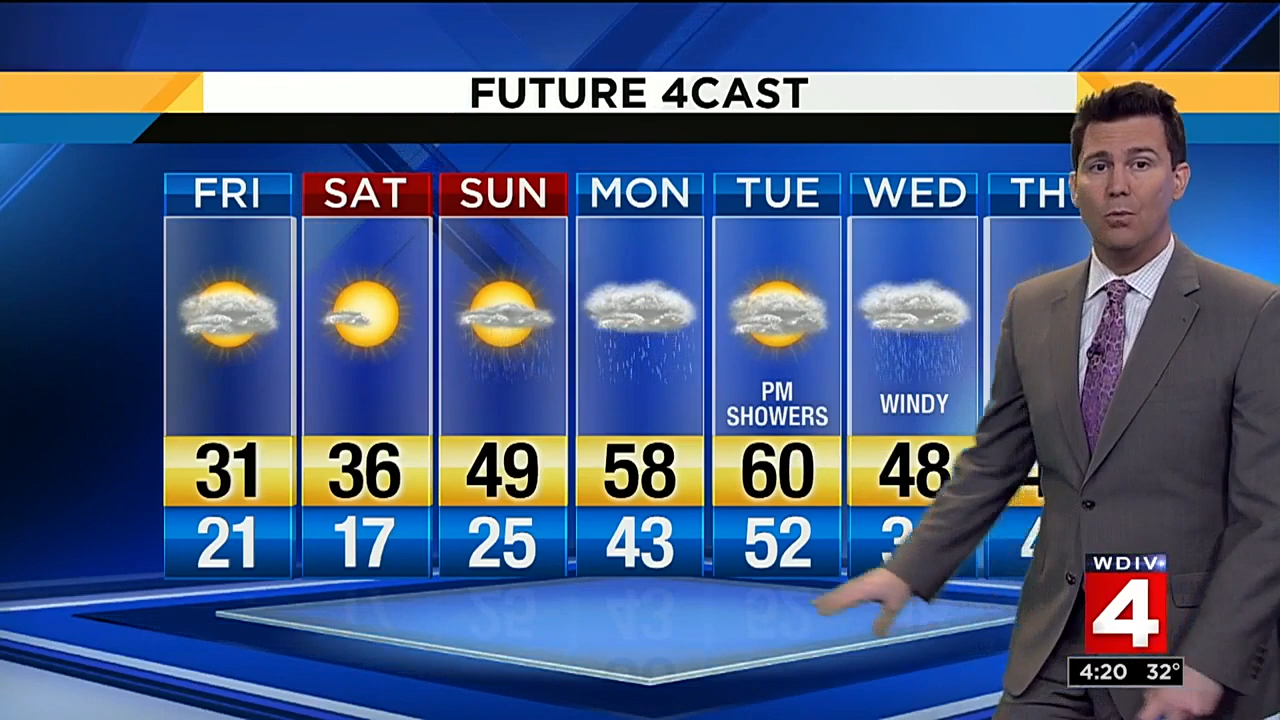 FUTURE 4CAST
FRI SAT SUN MON TUE WED TH
PM
SHOWERS
WINDY
31 36 49 58 60 48
21 17 25 43 52
WDIV
4
4:20 32°